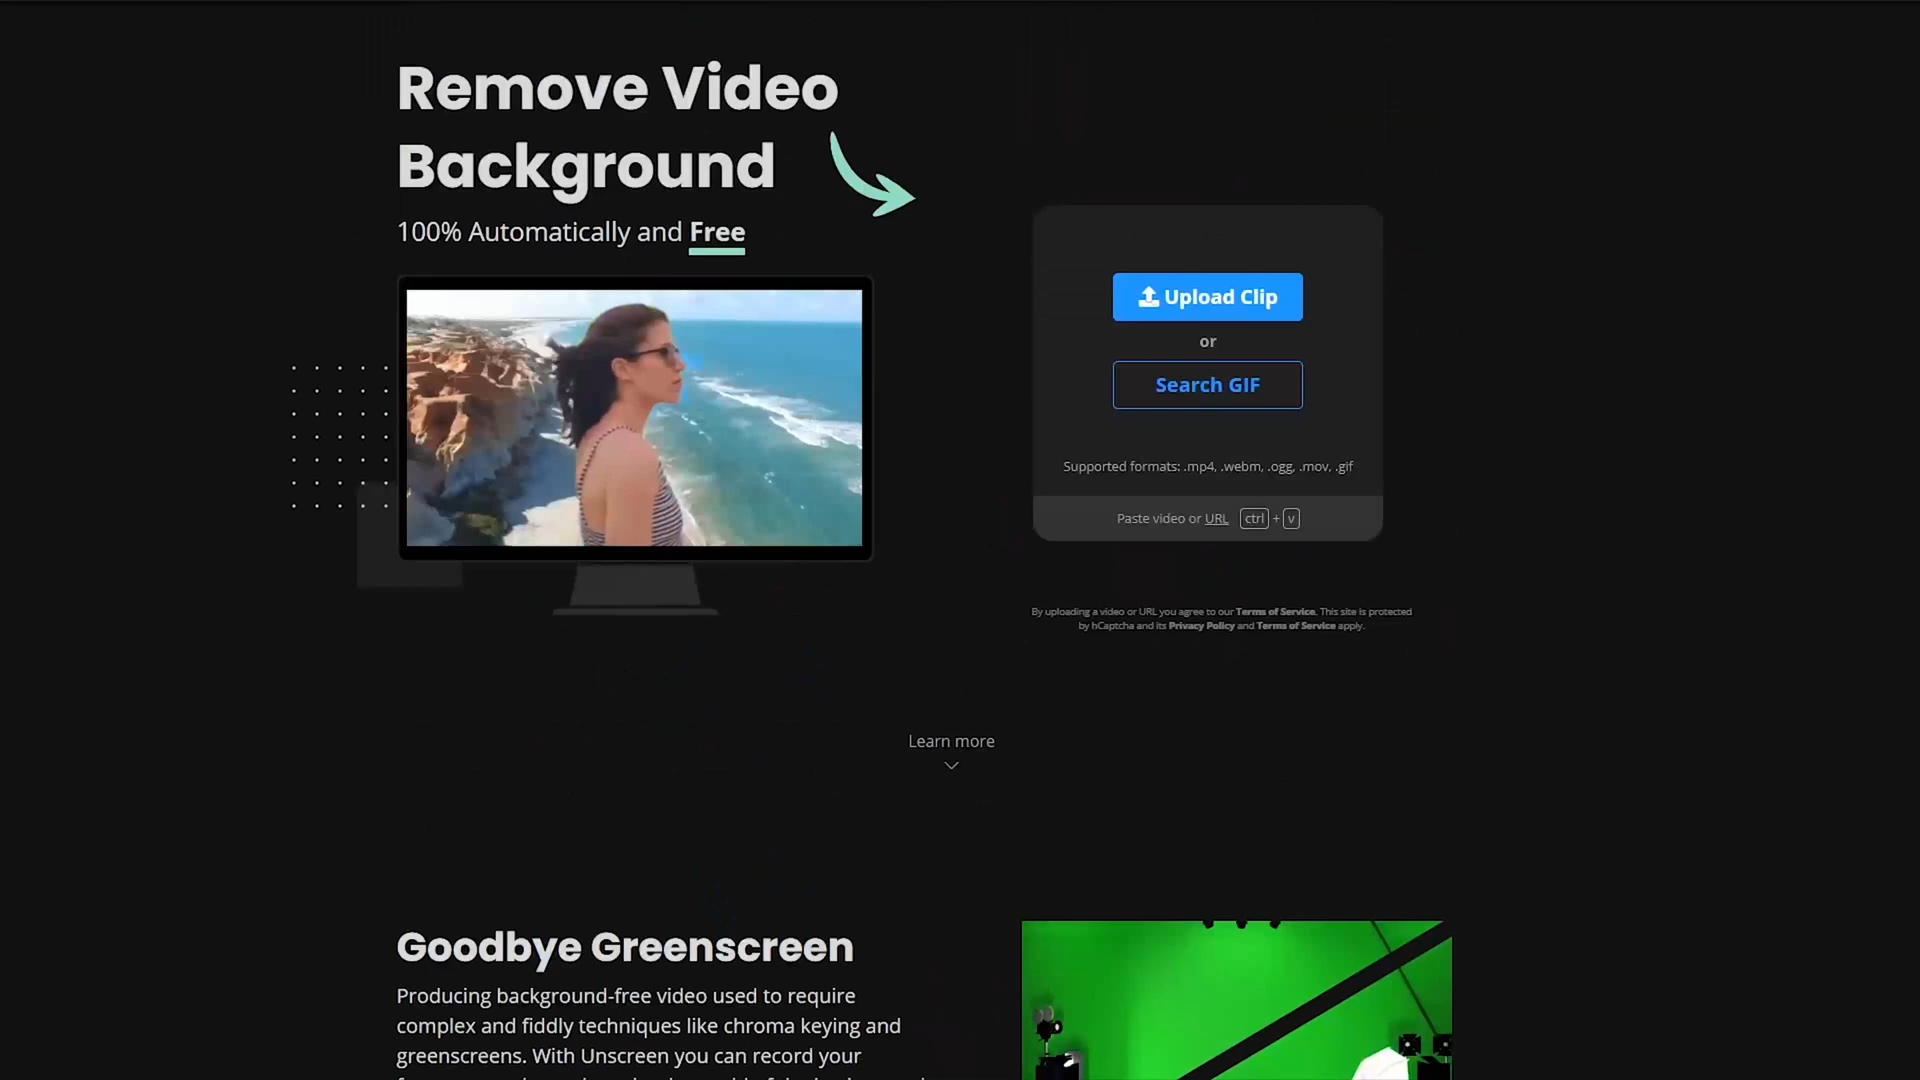 Remove Video
Background
100% Automatically and Free
Upload Clip
or
Search GIF
Supported formats: .mp4, .webm, .ogg, .mov, .gif
Paste video or URL ctrl + v
By uploading a video or URL you agree to our Terms of Service. This site is protected
by hCaptcha and its Privacy Policy and Terms of Service apply.
Learn more
Goodbye Greenscreen
Producing background-free video used to require
complex and fiddly techniques like chroma keying and
greenscreens. With Unscreen you can record your